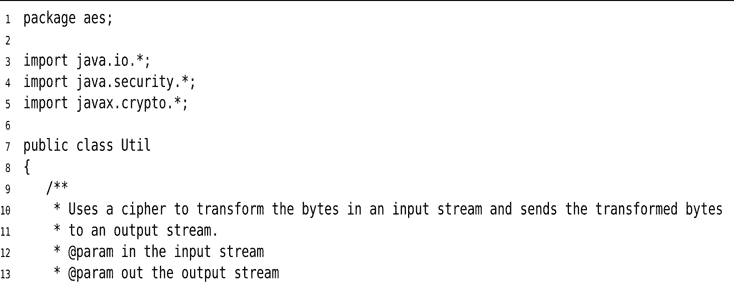 1 package aes;
2
3 import java.io.*;
4 import java.security.*;
5 import javax.crypto.*;
6
7 public class Util
8 {
9    /**
10     * Uses a cipher to transform the bytes in an input stream and sends the transformed bytes
11     * to an output stream.
12     * @param in the input stream
13     * @param out the output stream